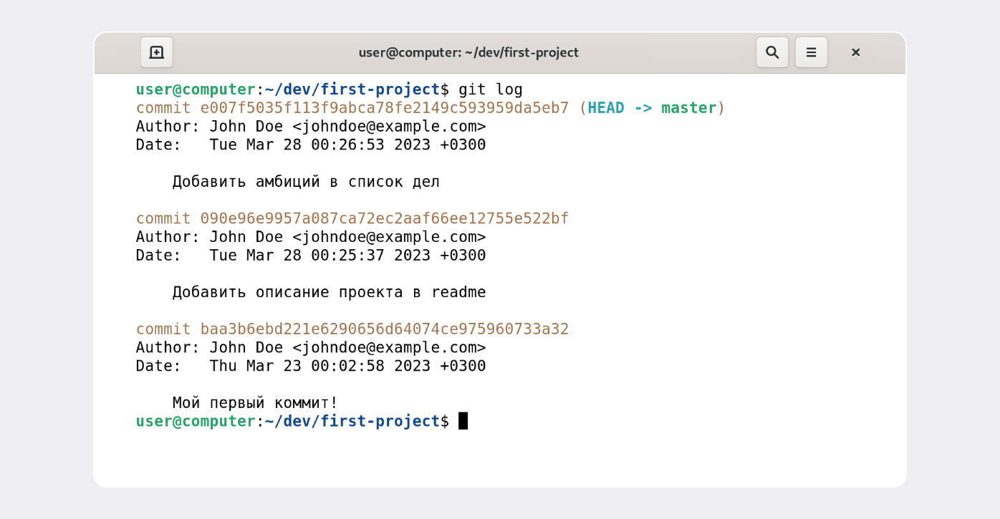 user@computer: ~/dev/first-project
user@computer:~/dev/first-project$ git log
commit e007f5035f113f9abca78fe2149c593959da5eb7 (HEAD -> master)
Author: John Doe <johndoe@example.com>
Date:   Tue Mar 28 00:26:53 2023 +0300
    Добавить амбиций в список дел
commit 090e96e9957a087ca72ec2aaf66ee12755e522bf
Author: John Doe <johndoe@example.com>
Date:   Tue Mar 28 00:25:37 2023 +0300
    Добавить описание проекта в readme
commit baa3b6ebd221e6290656d64074ce975960733a32
Author: John Doe <johndoe@example.com>
Date:   Thu Mar 23 00:02:58 2023 +0300
    Мой первый коммит!
user@computer:~/dev/first-project$